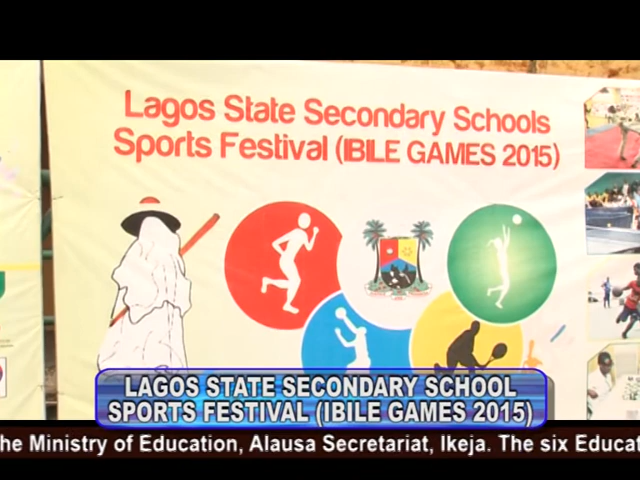 Lagos State Secondary Schools
Sports Festival (IBILE GAMES 2015)
LAGOS STATE SECONDARY SCHOOL
SPORTS FESTIVAL (IBILE GAMES 2015)
he Ministry of Education, Alausa Secretariat, Ikeja. The six Educat